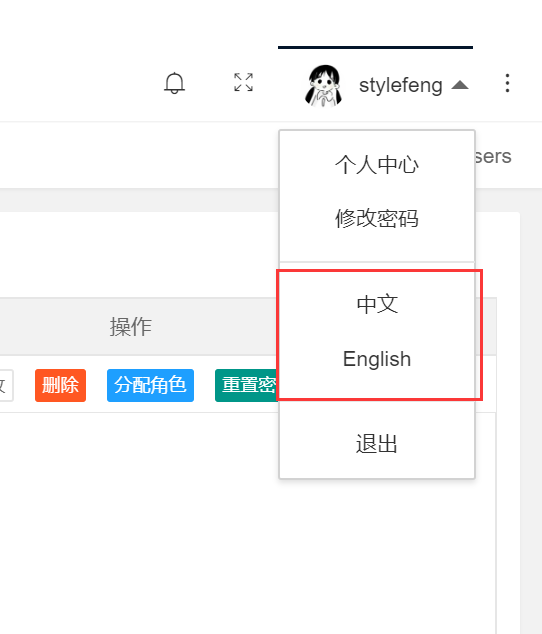 stylefeng
个人中心
sers
修改密码
中文
操作
English
删除
分配角色
重置密
退出